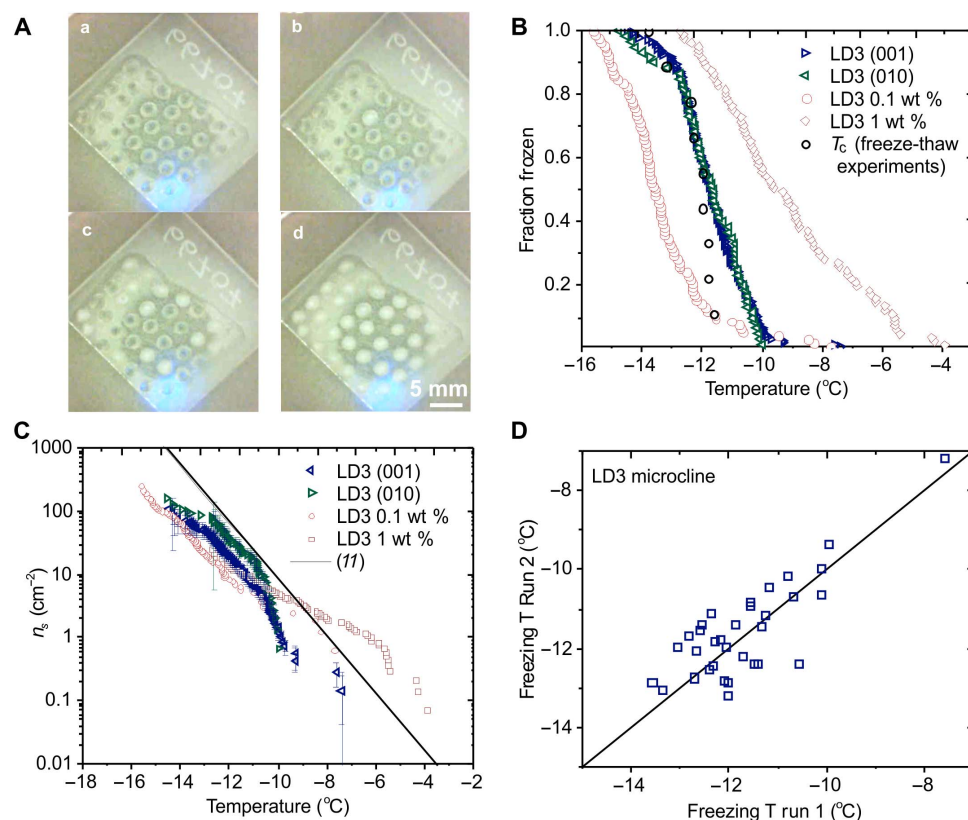 A
a
b
c
d
5 mm
B
Fraction frozen
1.0
0.8
0.6
0.4
0.2
LD3 (001)
LD3 (010)
LD3 0.1 wt %
LD3 1 wt %
Tc (freeze-thaw
experiments)
−16 −14 −12 −10 −8 −6 −4
Temperature (°C)
C
ns (cm−2)
1000
100
10
1
0.1
0.01
LD3 (001)
LD3 (010)
LD3 0.1 wt %
LD3 1 wt %
(11)
−18 −16 −14 −12 −10 −8 −6 −4 −2
Temperature (°C)
D
LD3 microcline
Freezing T Run 2 (°C)
−8
−10
−12
−14
−14 −12 −10 −8
Freezing T run 1 (°C)